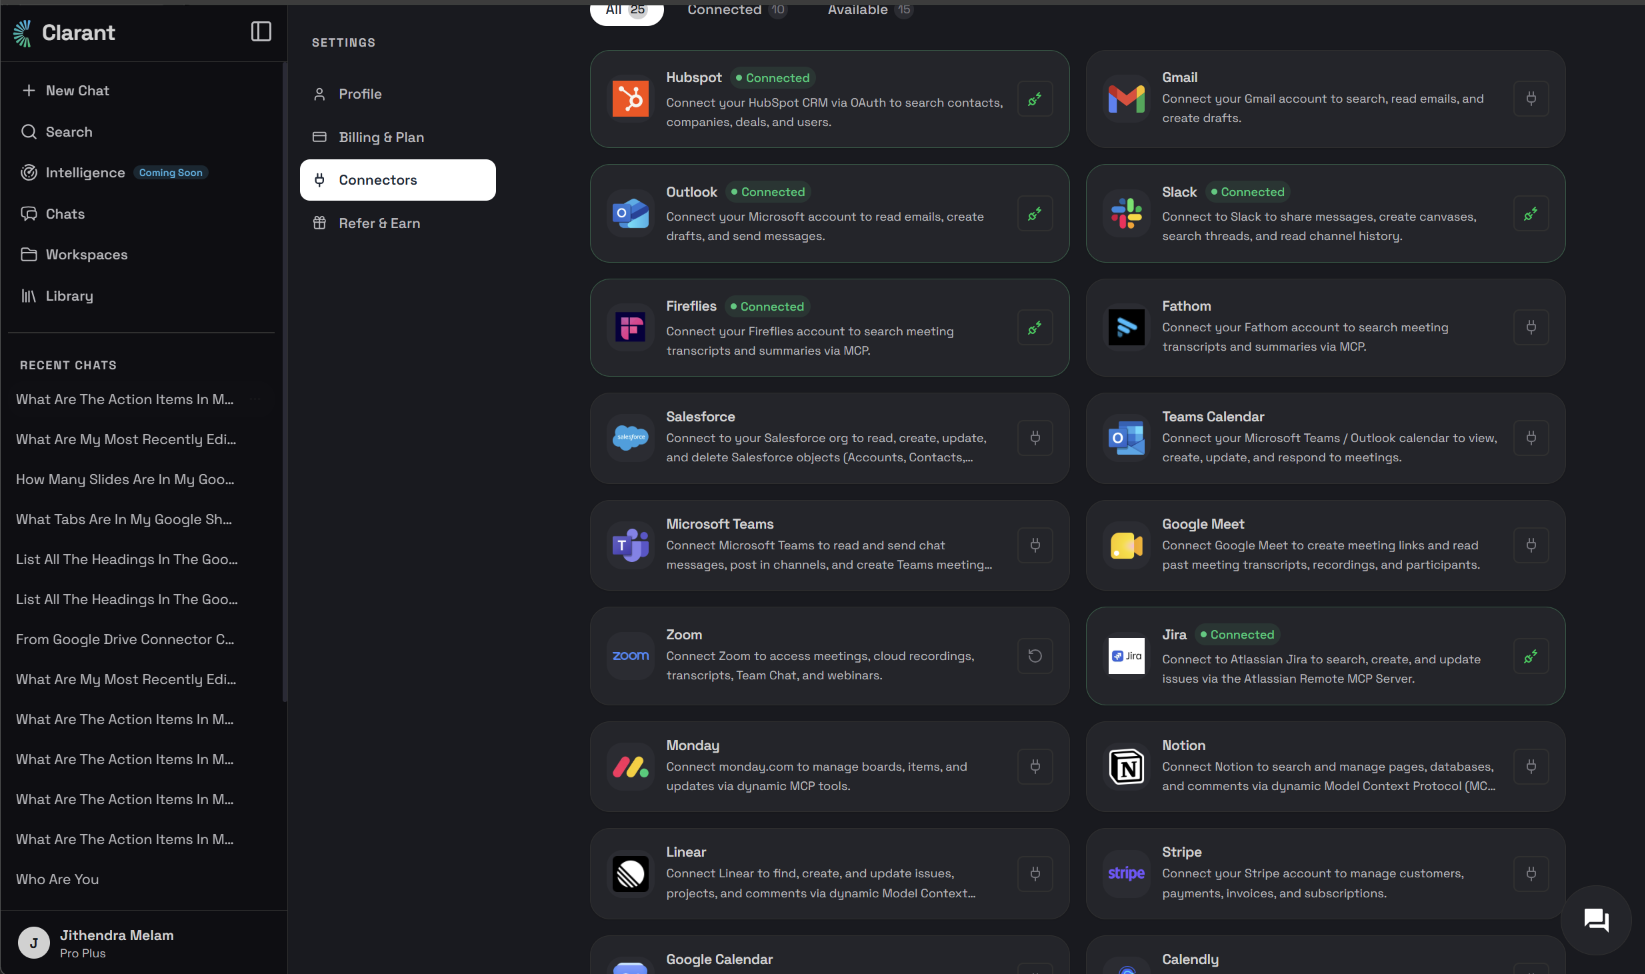 Clarant
New Chat
Search
Intelligence Coming Soon
Chats
Workspaces
Library
RECENT CHATS
What Are The Action Items In M...
What Are My Most Recently Edi...
How Many Slides Are In My Goo...
What Tabs Are In My Google Sh...
List All The Headings In The Goo...
List All The Headings In The Goo...
From Google Drive Connector C...
What Are My Most Recently Edi...
What Are The Action Items In M...
What Are The Action Items In M...
What Are The Action Items In M...
What Are The Action Items In M...
Who Are You
J
Jithendra Melam
Pro Plus
SETTINGS
Profile
Billing & Plan
Connectors
Refer & Earn
All 25 Connected 10 Available 15
Hubspot Connected
Connect your HubSpot CRM via OAuth to search contacts,
companies, deals, and users.
Gmail
Connect your Gmail account to search, read emails, and
create drafts.
Outlook Connected
Connect your Microsoft account to read emails, create
drafts, and send messages.
Slack Connected
Connect to Slack to share messages, create canvases,
search threads, and read channel history.
Fireflies Connected
Connect your Fireflies account to search meeting
transcripts and summaries via MCP.
Fathom
Connect your Fathom account to search meeting
transcripts and summaries via MCP.
salesforce
Salesforce
Connect to your Salesforce org to read, create, update,
and delete Salesforce objects (Accounts, Contacts,...
Teams Calendar
Connect your Microsoft Teams / Outlook calendar to view,
create, update, and respond to meetings.
Microsoft Teams
Connect Microsoft Teams to read and send chat
messages, post in channels, and create Teams meeting...
Google Meet
Connect Google Meet to create meeting links and read
past meeting transcripts, recordings, and participants.
zoom
Zoom
Connect Zoom to access meetings, cloud recordings,
transcripts, Team Chat, and webinars.
Jira
Jira Connected
Connect to Atlassian Jira to search, create, and update
issues via the Atlassian Remote MCP Server.
Monday
Connect monday.com to manage boards, items, and
updates via dynamic MCP tools.
Notion
Connect Notion to search and manage pages, databases,
and comments via dynamic Model Context Protocol (MC...
Linear
Connect Linear to find, create, and update issues,
projects, and comments via dynamic Model Context...
stripe
Stripe
Connect your Stripe account to manage customers,
payments, invoices, and subscriptions.
Google Calendar
Calendly